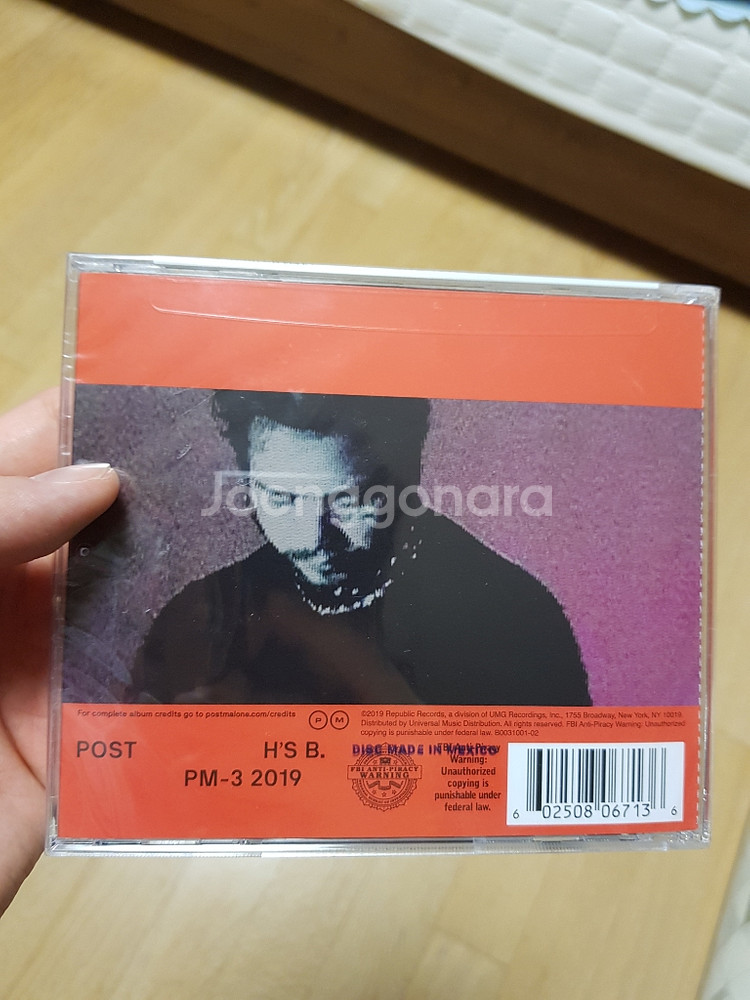 Joonggonara
For complete album credits go to postmalone.com/credits
P M
©2019 Republic Records, a division of UMG Recordings, Inc., 1755 Broadway, New York, NY 10019.
Distributed by Universal Music Distribution. All rights reserved. FBI Anti-Piracy Warning: Unauthorized
copying is punishable under federal law. B0031001-02
POST H'S B.
PM-3 2019
DISC MADE IN MEXICO
FBI ANTI-PIRACY
WARNING
FBI Anti-Piracy
Warning:
Unauthorized
copying is
punishable under
federal law.
6 02508 06713 6